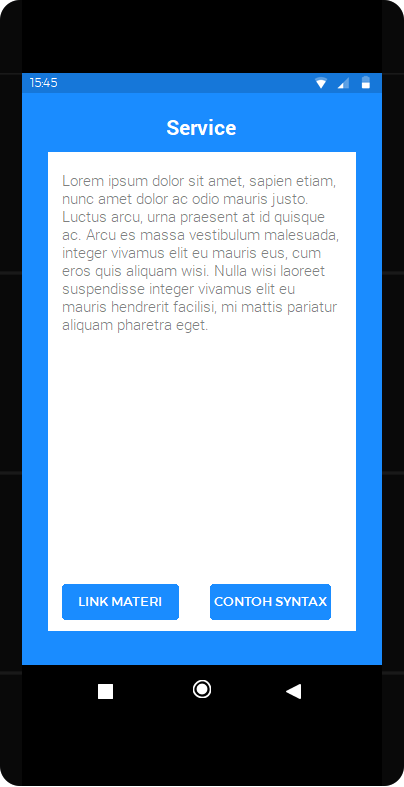 15:45
Service
Lorem ipsum dolor sit amet, sapien etiam,
nunc amet dolor ac odio mauris justo.
Luctus arcu, urna praesent at id quisque
ac. Arcu es massa vestibulum malesuada,
integer vivamus elit eu mauris eus, cum
eros quis aliquam wisi. Nulla wisi laoreet
suspendisse integer vivamus elit eu
mauris hendrerit facilisi, mi mattis pariatur
aliquam pharetra eget.
LINK MATERI
CONTOH SYNTAX